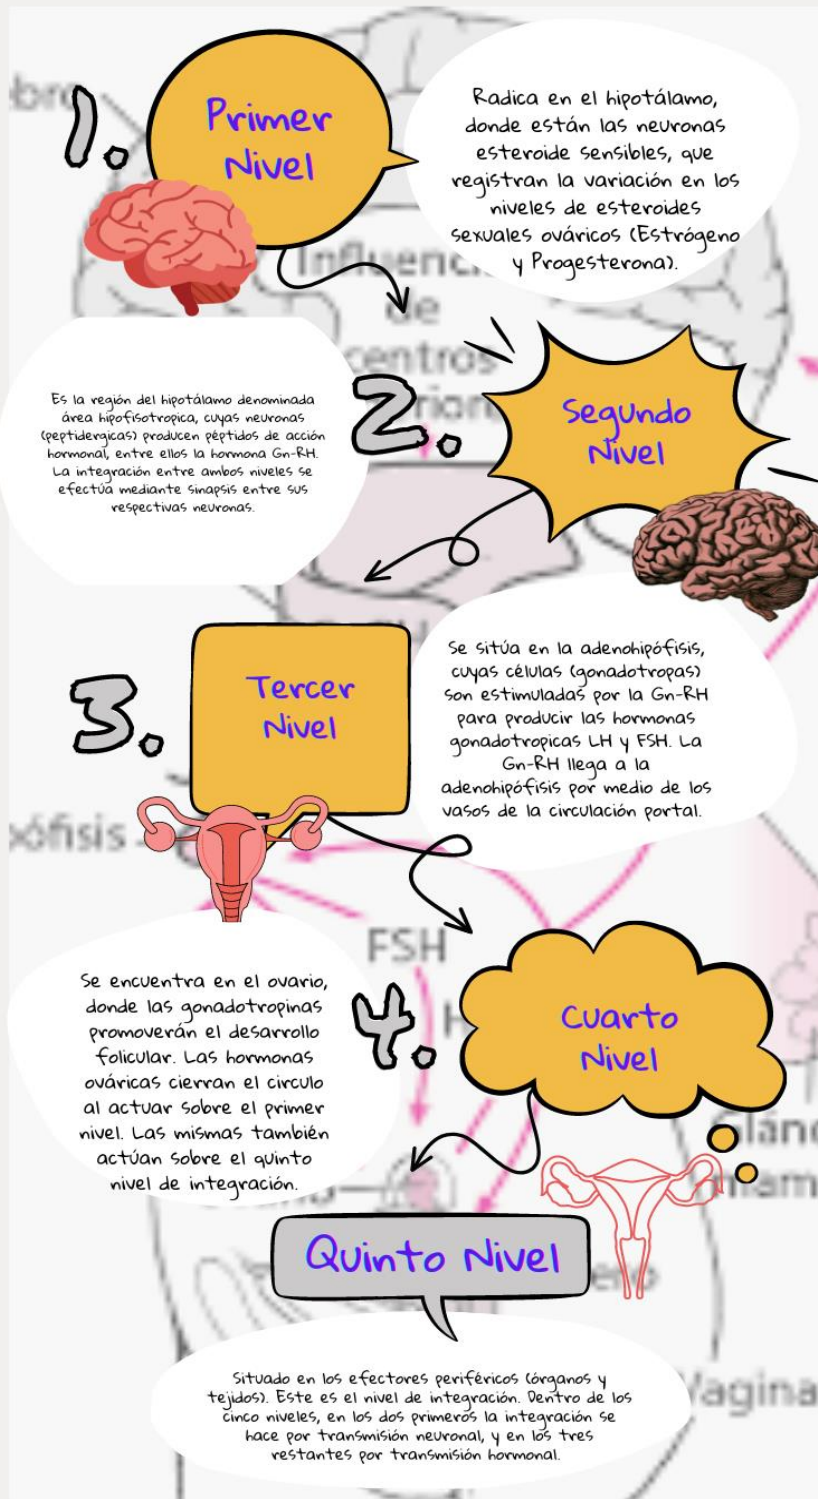 1.
Primer
Nivel
Radica en el hipotálamo,
donde están las neuronas
esteroide sensibles, que
registran la variación en los
niveles de esteroides
sexuales ováricos (Estrógeno
y Progesterona).
Influenci
de
centros
riore
2.
Segundo
Nivel
Es la región del hipotálamo denominada
área hipofisotropica, cuyas neuronas
(peptidergicas) producen péptidos de acción
hormonal, entre ellos la hormona Gn-RH.
La integración entre ambos niveles se
efectúa mediante sinapsis entre sus
respectivas neuronas.
3.
Tercer
Nivel
Se sitúa en la adenohipófisis,
cuyas células (gonadotropas)
son estimuladas por la Gn-RH
para producir las hormonas
gonadotropicas LH y FSH. La
Gn-RH llega a la
adenohipófisis por medio de los
vasos de la circulación portal.
pófisis
FSH
4.
Cuarto
Nivel
Se encuentra en el ovario,
donde las gonadotropinas
promoverán el desarrollo
folicular. Las hormonas
ováricas cierran el circulo
al actuar sobre el primer
nivel. Las mismas también
actúan sobre el quinto
nivel de integración.
Glánd
mam
Quinto Nivel
ero
Vagina
Situado en los efectores periféricos (órganos y
tejidos). Este es el nivel de integración. Dentro de los
cinco niveles, en los dos primeros la integración se
hace por transmisión neuronal, y en los tres
restantes por transmisión hormonal.